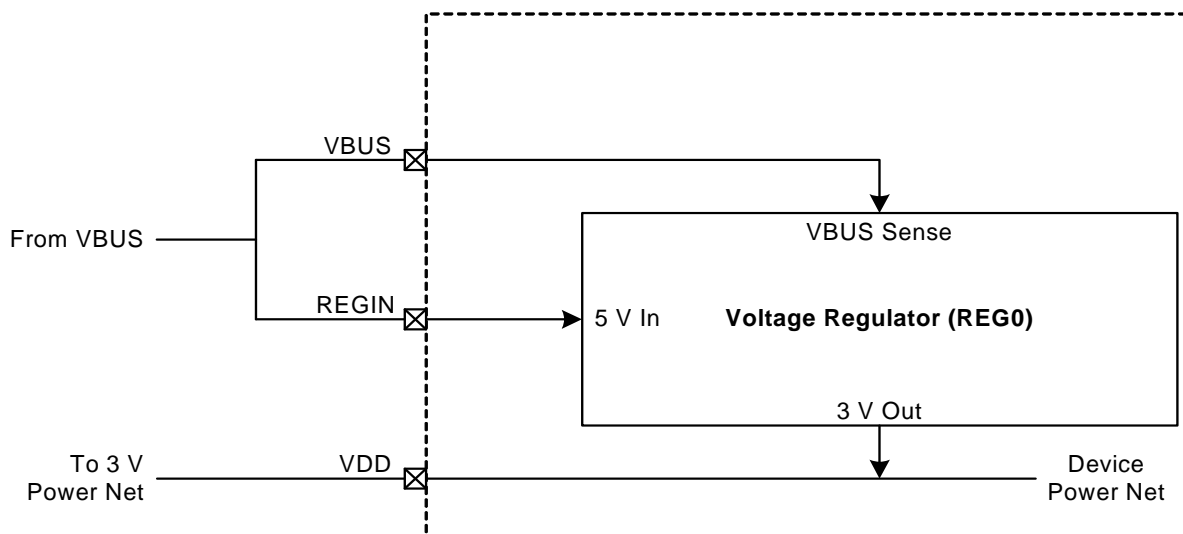 VBUS
From VBUS
VBUS Sense
REGIN
5 V In
Voltage Regulator (REG0)
3 V Out
To 3 V
Power Net
VDD
Device
Power Net